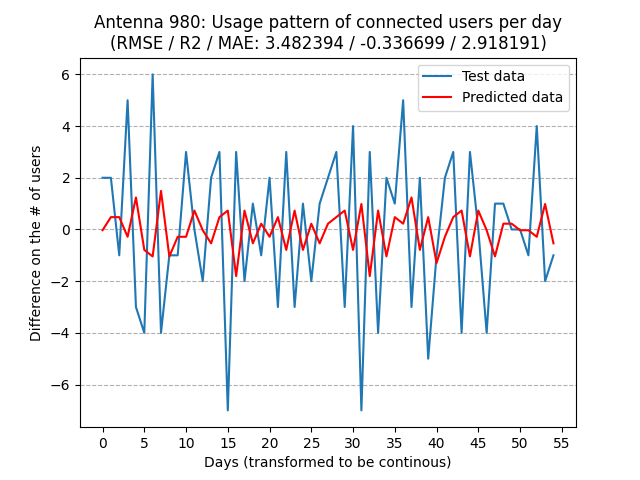 Antenna 980: Usage pattern of connected users per day
(RMSE / R2 / MAE: 3.482394 / -0.336699 / 2.918191)
Test data
Predicted data
Difference on the # of users
6
4
2
0
−2
−4
−6
0 5 10 15 20 25 30 35 40 45 50 55
Days (transformed to be continous)